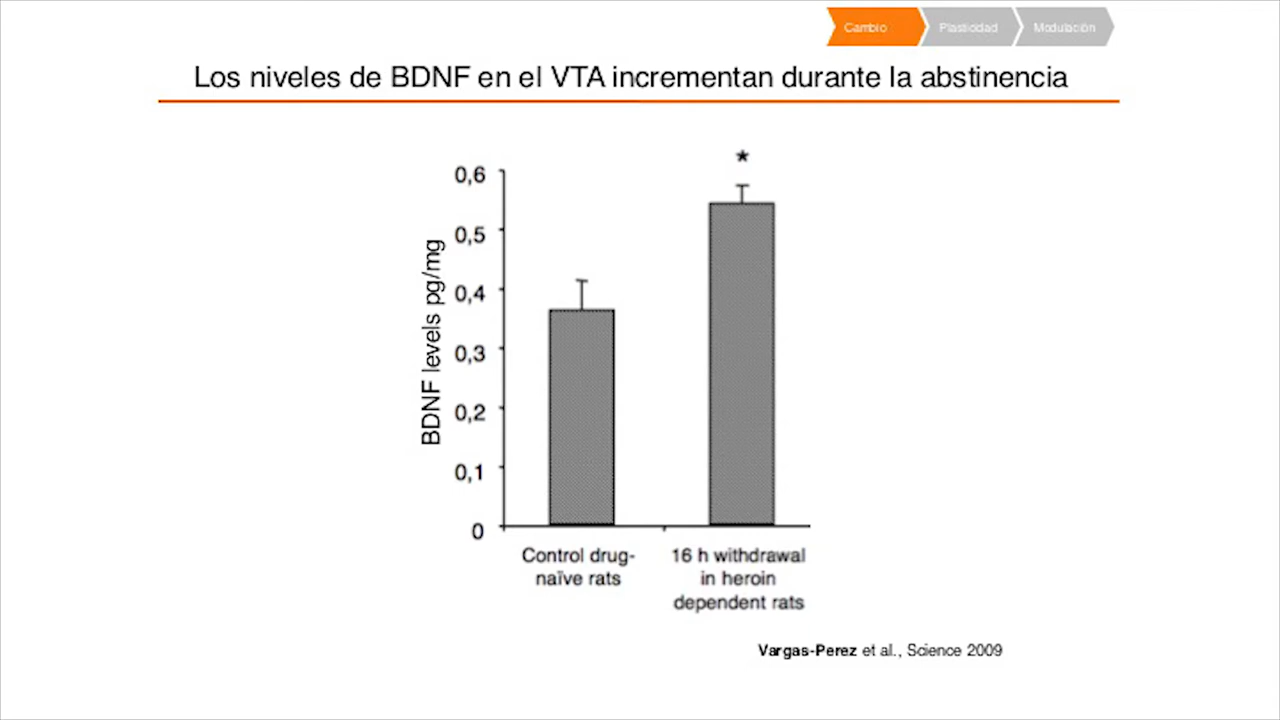 Cambio
Plasticidad
Modulación
Los niveles de BDNF en el VTA incrementan durante la abstinencia
*
0,6
0,5
0,4
0,3
0,2
0,1
0
BDNF levels pg/mg
Control drug-
naïve rats
16 h withdrawal
in heroin
dependent rats
Vargas-Perez et al., Science 2009